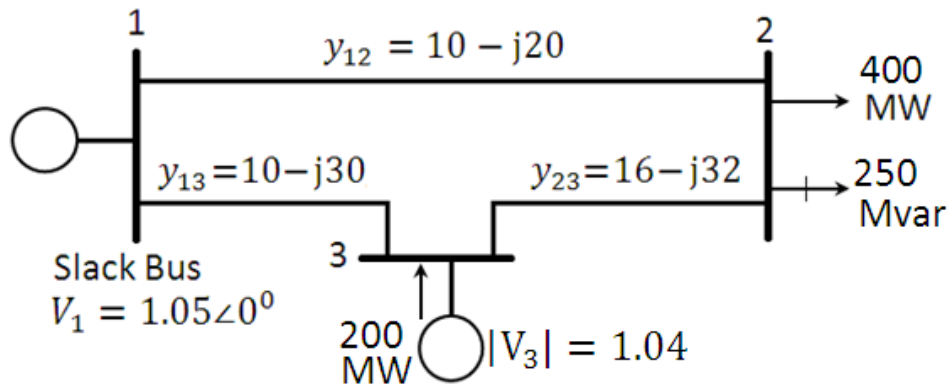 1
2
y₁₂ = 10 − j20
400
MW
y₁₃=10−j30
y₂₃=16−j32
250
Mvar
3
Slack Bus
V₁ = 1.05∠0⁰
200
MW
|V₃| = 1.04